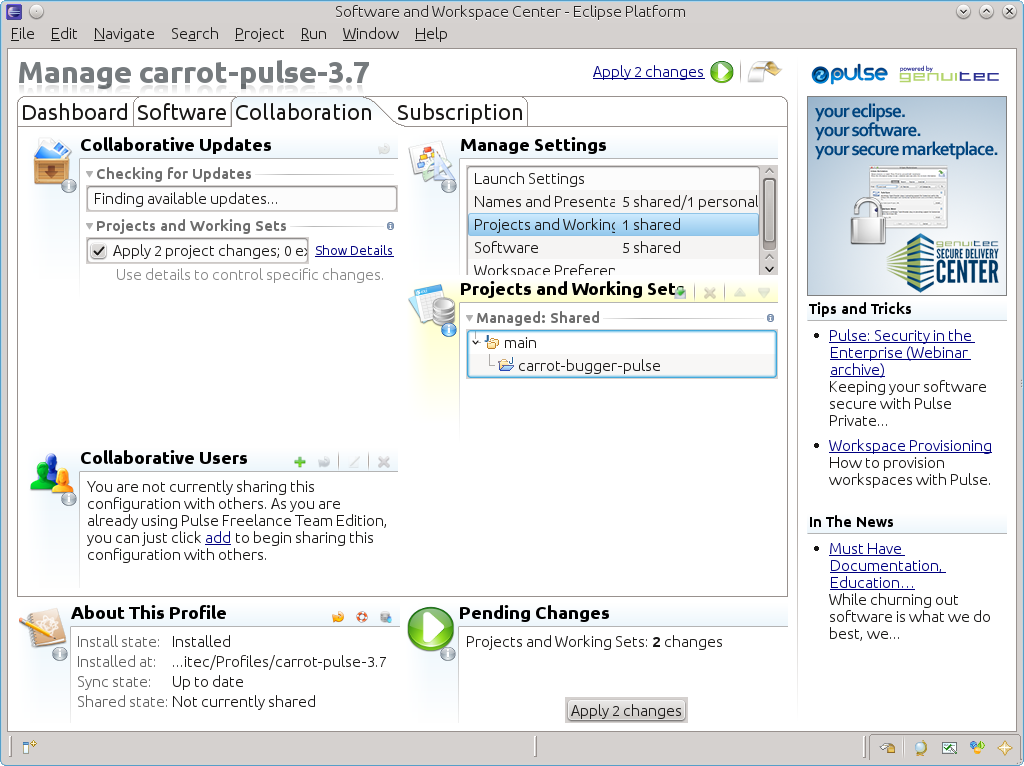 Software and Workspace Center - Eclipse Platform
File Edit Navigate Search Project Run Window Help
Manage carrot-pulse-3.7
Apply 2 changes
Dashboard Software Collaboration Subscription
Collaborative Updates
Checking for Updates
Finding available updates...
Projects and Working Sets
Apply 2 project changes; 0 ex Show Details
Use details to control specific changes.
Manage Settings
Launch Settings
Names and Presenta 5 shared/1 personal
Projects and Working 1 shared
Software 5 shared
Workspace Preferen
Projects and Working Sets
Managed: Shared
main
carrot-bugger-pulse
Collaborative Users
You are not currently sharing this
configuration with others. As you are
already using Pulse Freelance Team Edition,
you can just click add to begin sharing this
configuration with others.
About This Profile
Install state: Installed
Installed at: ...itec/Profiles/carrot-pulse-3.7
Sync state: Up to date
Shared state: Not currently shared
Pending Changes
Projects and Working Sets: 2 changes
Apply 2 changes
pulse powered by genuitec
your eclipse.
your software.
your secure marketplace.
genuitec
SECURE DELIVERY
CENTER
Tips and Tricks
• Pulse: Security in the
Enterprise (Webinar
archive)
Keeping your software
secure with Pulse
Private...
• Workspace Provisioning
How to provision
workspaces with Pulse.
In The News
• Must Have
Documentation,
Education...
While churning out
software is what we do
best, we...